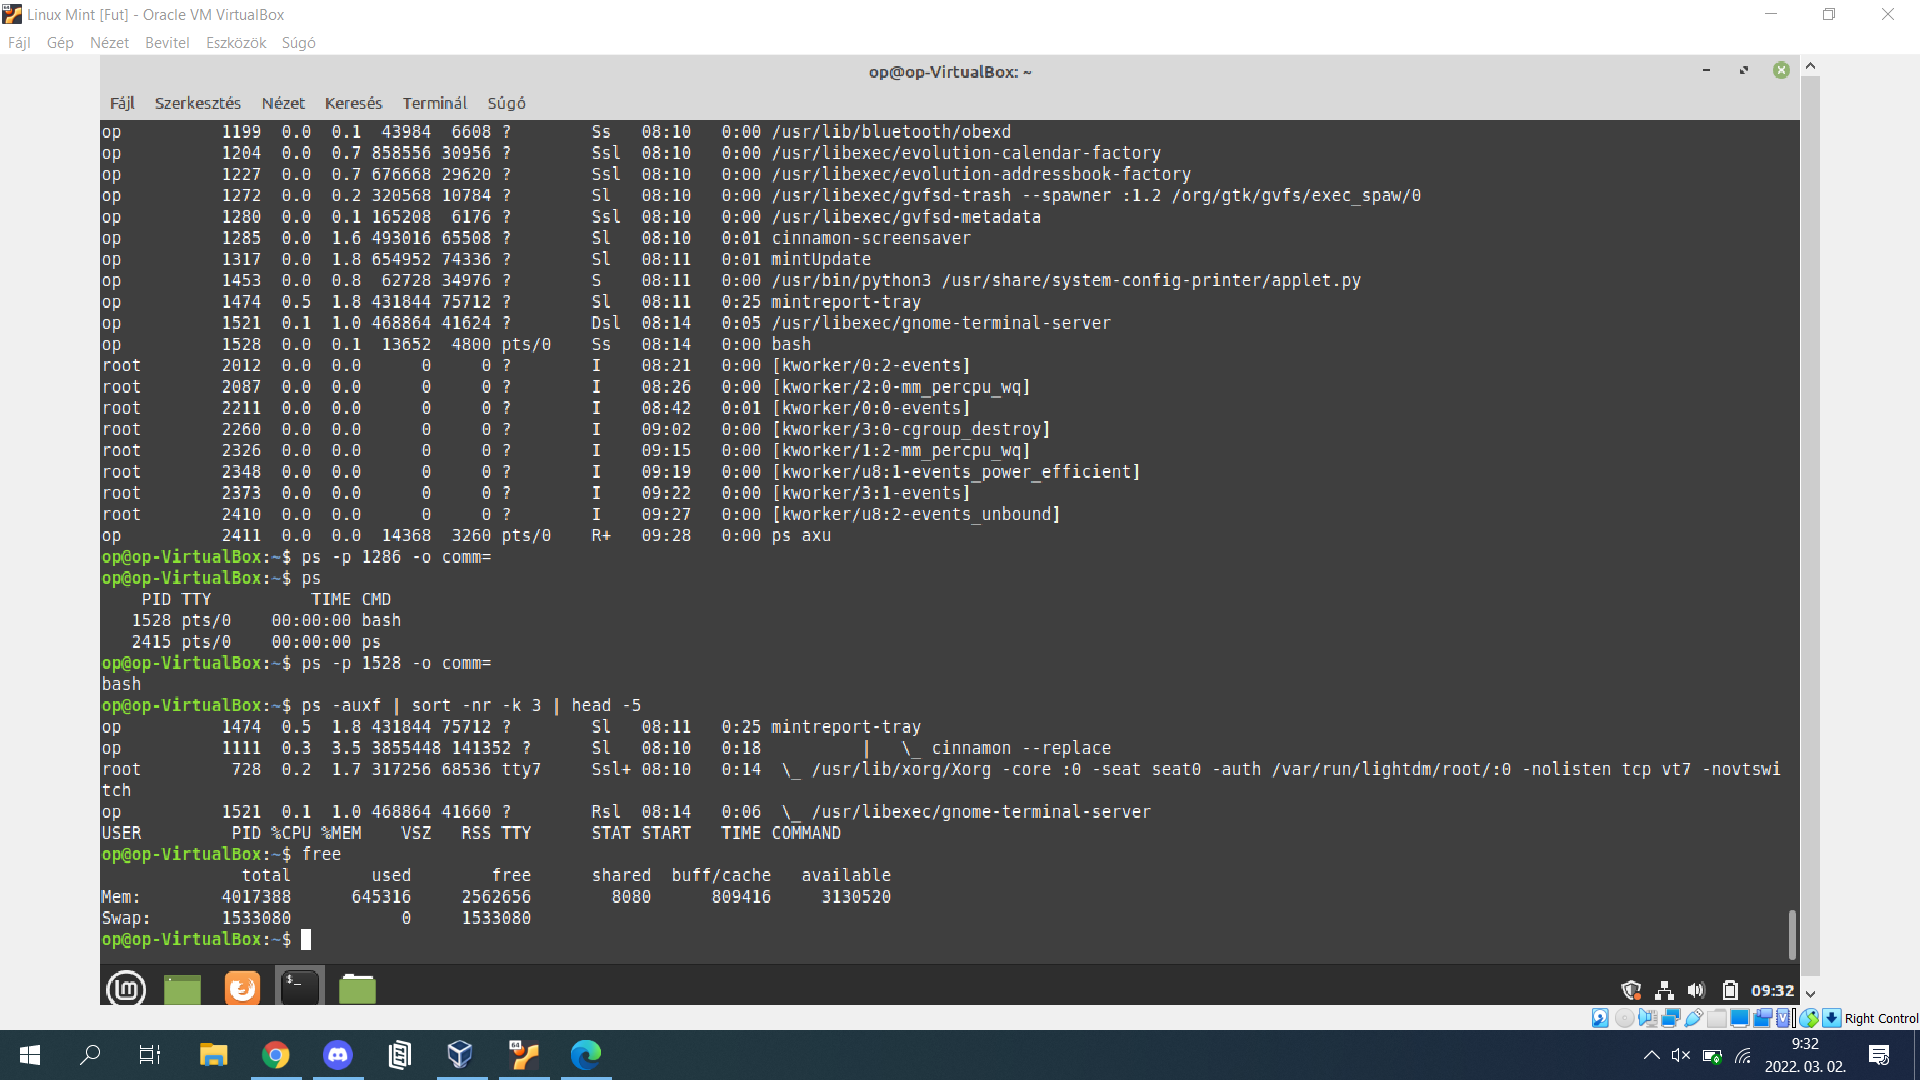 Linux Mint [Fut] - Oracle VM VirtualBox
Fájl Gép Nézet Bevitel Eszközök Súgó
op@op-VirtualBox: ~
Fájl Szerkesztés Nézet Keresés Terminál Súgó
op 1199 0.0 0.1 43984 6608 ? Ss 08:10 0:00 /usr/lib/bluetooth/obexd
op 1204 0.0 0.7 858556 30956 ? Ssl 08:10 0:00 /usr/libexec/evolution-calendar-factory
op 1227 0.0 0.7 676668 29620 ? Ssl 08:10 0:00 /usr/libexec/evolution-addressbook-factory
op 1272 0.0 0.2 320568 10784 ? Sl 08:10 0:00 /usr/libexec/gvfsd-trash --spawner :1.2 /org/gtk/gvfs/exec_spaw/0
op 1280 0.0 0.1 165208 6176 ? Ssl 08:10 0:00 /usr/libexec/gvfsd-metadata
op 1285 0.0 1.6 493016 65508 ? Sl 08:10 0:01 cinnamon-screensaver
op 1317 0.0 1.8 654952 74336 ? Sl 08:11 0:01 mintUpdate
op 1453 0.0 0.8 62728 34976 ? S 08:11 0:00 /usr/bin/python3 /usr/share/system-config-printer/applet.py
op 1474 0.5 1.8 431844 75712 ? Sl 08:11 0:25 mintreport-tray
op 1521 0.1 1.0 468864 41624 ? Dsl 08:14 0:05 /usr/libexec/gnome-terminal-server
op 1528 0.0 0.1 13652 4800 pts/0 Ss 08:14 0:00 bash
root 2012 0.0 0.0 0 0 ? I 08:21 0:00 [kworker/0:2-events]
root 2087 0.0 0.0 0 0 ? I 08:26 0:00 [kworker/2:0-mm_percpu_wq]
root 2211 0.0 0.0 0 0 ? I 08:42 0:01 [kworker/0:0-events]
root 2260 0.0 0.0 0 0 ? I 09:02 0:00 [kworker/3:0-cgroup_destroy]
root 2326 0.0 0.0 0 0 ? I 09:15 0:00 [kworker/1:2-mm_percpu_wq]
root 2348 0.0 0.0 0 0 ? I 09:19 0:00 [kworker/u8:1-events_power_efficient]
root 2373 0.0 0.0 0 0 ? I 09:22 0:00 [kworker/3:1-events]
root 2410 0.0 0.0 0 0 ? I 09:27 0:00 [kworker/u8:2-events_unbound]
op 2411 0.0 0.0 14368 3260 pts/0 R+ 09:28 0:00 ps axu
op@op-VirtualBox:~$ ps -p 1286 -o comm=
op@op-VirtualBox:~$ ps
PID TTY TIME CMD
1528 pts/0 00:00:00 bash
2415 pts/0 00:00:00 ps
op@op-VirtualBox:~$ ps -p 1528 -o comm=
bash
op@op-VirtualBox:~$ ps -auxf | sort -nr -k 3 | head -5
op 1474 0.5 1.8 431844 75712 ? Sl 08:11 0:25 mintreport-tray
op 1111 0.3 3.5 3855448 141352 ? Sl 08:10 0:18 | \_ cinnamon --replace
root 728 0.2 1.7 317256 68536 tty7 Ssl+ 08:10 0:14 \_ /usr/lib/xorg/Xorg -core :0 -seat seat0 -auth /var/run/lightdm/root/:0 -nolisten tcp vt7 -novtswi
tch
op 1521 0.1 1.0 468864 41660 ? Rsl 08:14 0:06 \_ /usr/libexec/gnome-terminal-server
USER PID %CPU %MEM VSZ RSS TTY STAT START TIME COMMAND
op@op-VirtualBox:~$ free
total used free shared buff/cache available
Mem: 4017388 645316 2562656 8080 809416 3130520
Swap: 1533080 0 1533080
op@op-VirtualBox:~$
09:32
Right Control
9:32
2022. 03. 02.